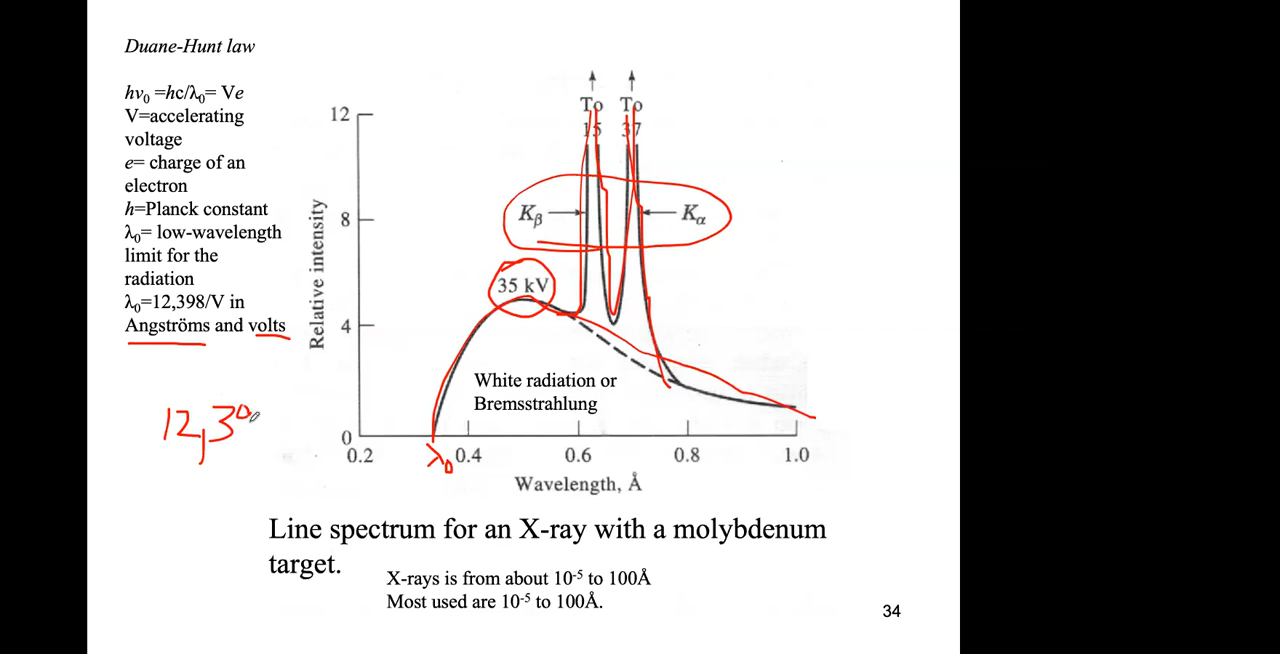 Duane-Hunt law
hν₀ =hc/λ₀= Ve
V=accelerating
voltage
e= charge of an
electron
h=Planck constant
λ₀= low-wavelength
limit for the
radiation
λ₀=12,398/V in
Angströms and volts
12,3
12
8
4
0
Relative intensity
To
15
To
37
Kβ
Kα
35 kV
White radiation or
Bremsstrahlung
λ₀
0.2
0.4
0.6
0.8
1.0
Wavelength, Å
Line spectrum for an X-ray with a molybdenum
target.
X-rays is from about 10⁻⁵ to 100Å
Most used are 10⁻⁵ to 100Å.
34